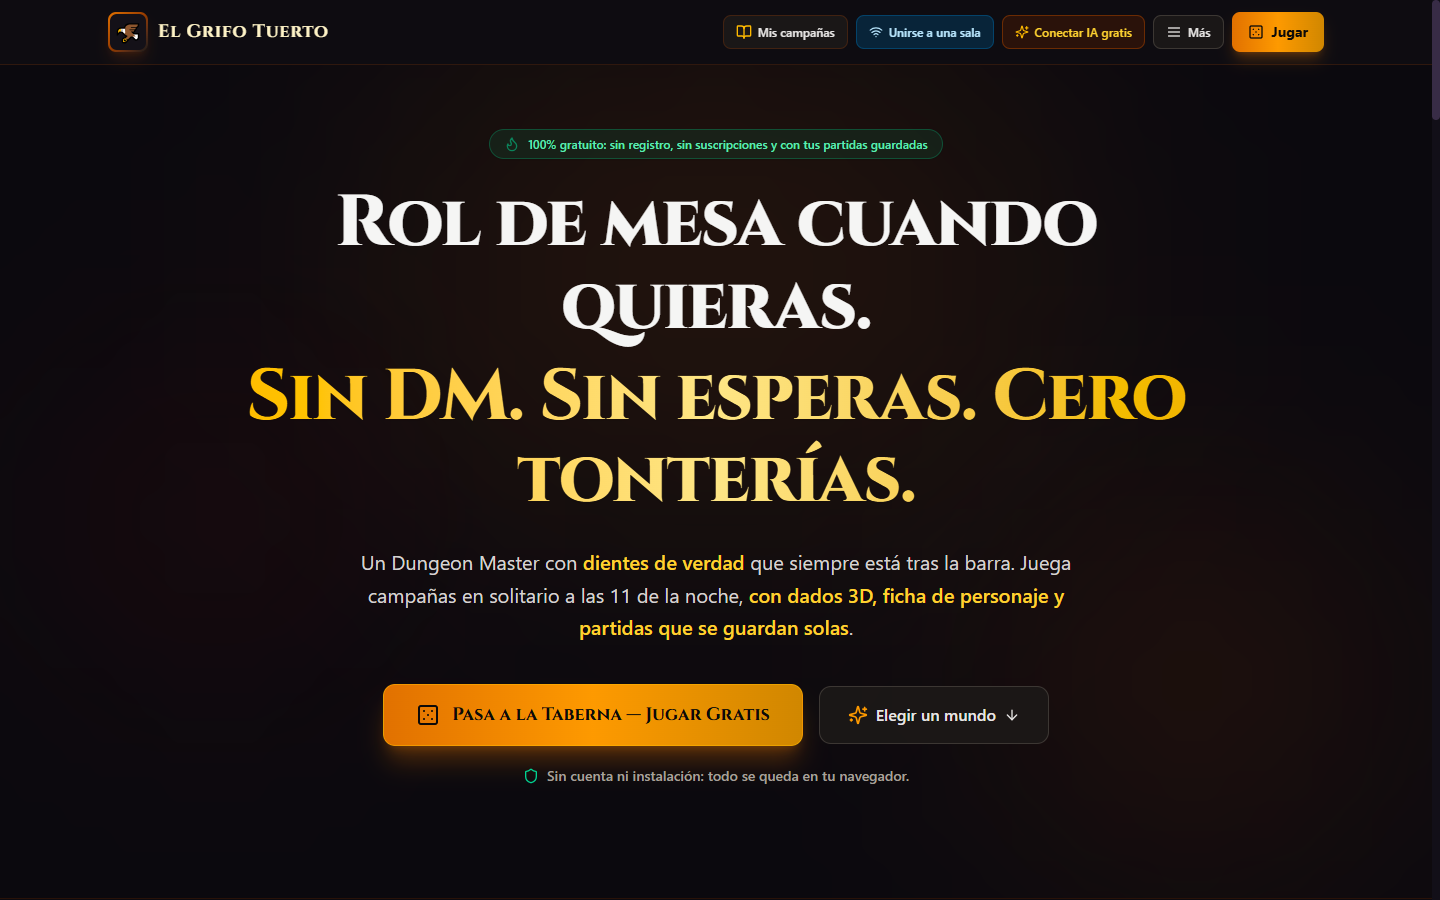 El Grifo Tuerto
Mis campañas
Unirse a una sala
Conectar IA gratis
Más
Jugar
100% gratuito: sin registro, sin suscripciones y con tus partidas guardadas
Rol de mesa cuando
quieras.
Sin DM. Sin esperas. Cero
tonterías.
Un Dungeon Master con dientes de verdad que siempre está tras la barra. Juega
campañas en solitario a las 11 de la noche, con dados 3D, ficha de personaje y
partidas que se guardan solas.
Pasa a la Taberna — Jugar Gratis
Elegir un mundo ↓
Sin cuenta ni instalación: todo se queda en tu navegador.